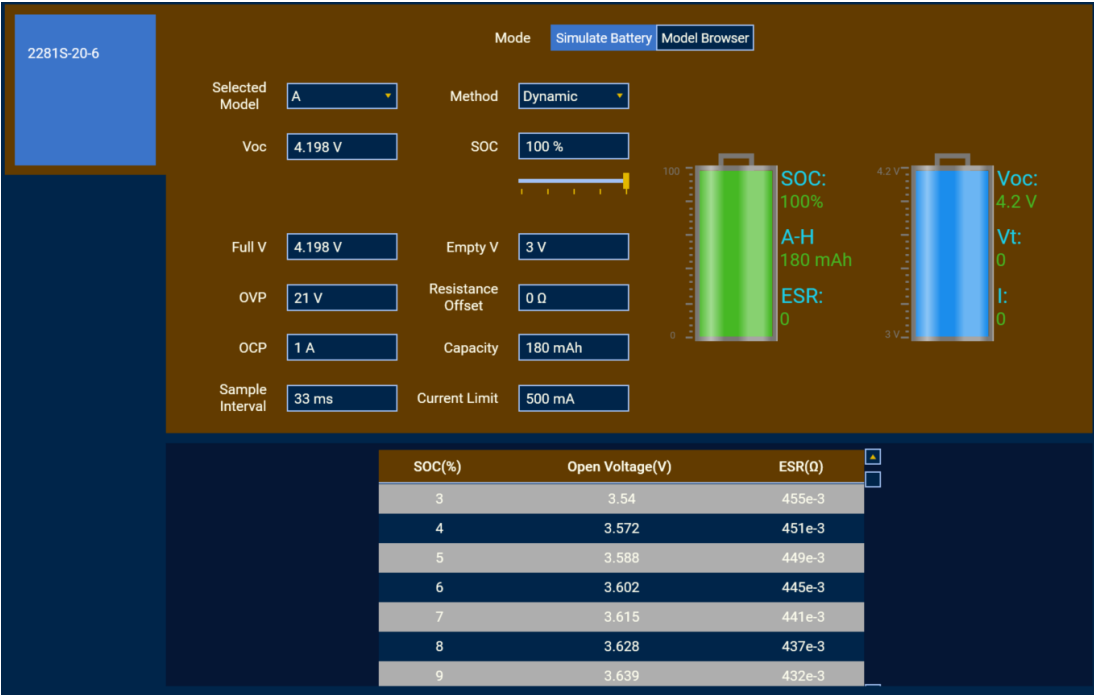 2281S-20-6
Mode Simulate Battery Model Browser
Selected Model A Method Dynamic
Voc 4.198 V SOC 100 %
Full V 4.198 V Empty V 3 V
OVP 21 V Resistance Offset 0 Ω
OCP 1 A Capacity 180 mAh
Sample Interval 33 ms Current Limit 500 mA
100
0
SOC:
100%
A-H
180 mAh
ESR:
0
4.2 V
3 V
Voc:
4.2 V
Vt:
0
I:
0
SOC(%) Open Voltage(V) ESR(Ω)
3 3.54 455e-3
4 3.572 451e-3
5 3.588 449e-3
6 3.602 445e-3
7 3.615 441e-3
8 3.628 437e-3
9 3.639 432e-3